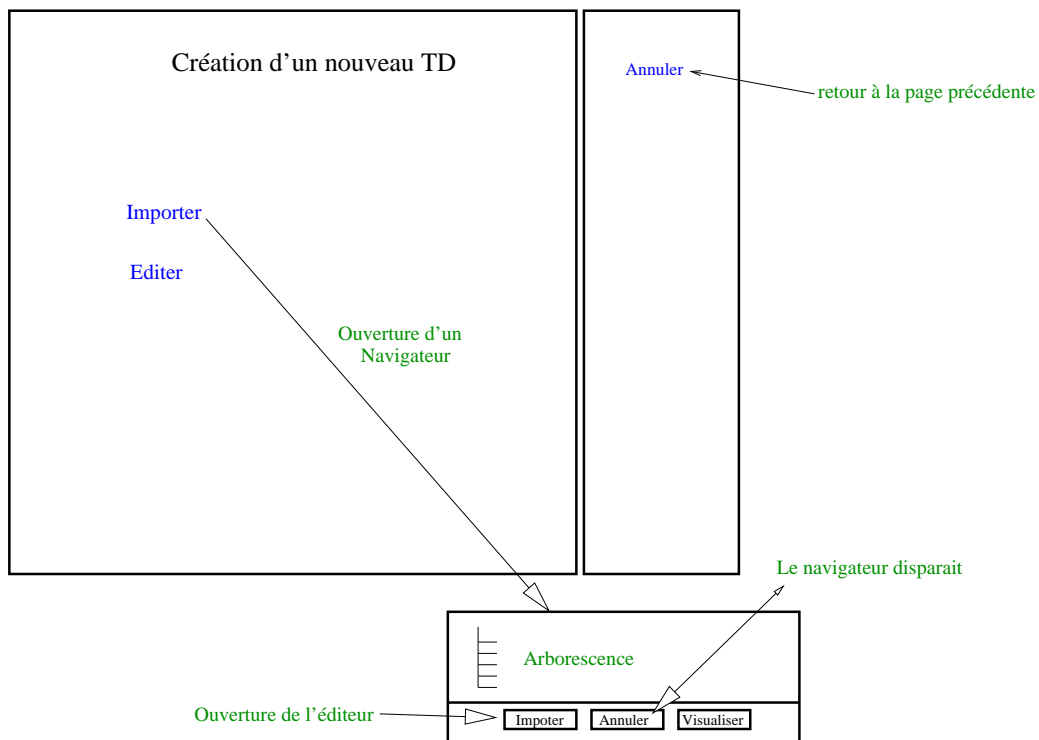 Création d’un nouveau TD
Annuler
retour à la page précédente
Importer
Editer
Ouverture d’un
Navigateur
Le navigateur disparait
Arborescence
Ouverture de l’éditeur
Impoter
Annuler
Visualiser